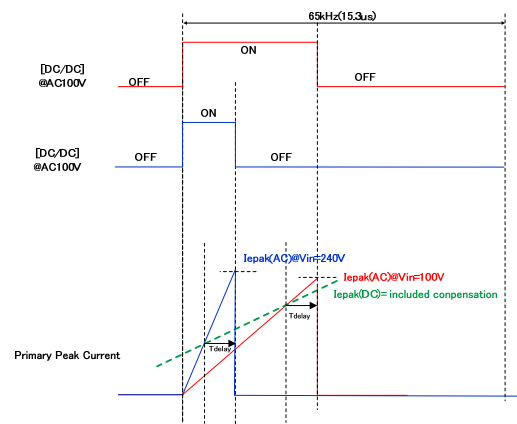 65kHz(15.3us)
ON
[DC/DC]
@AC100V
OFF
OFF
ON
[DC/DC]
@AC100V
OFF
OFF
Iepak(AC)@Vin=240V
Iepak(AC)@Vin=100V
Iepak(DC)= included conpensation
Tdelay
Tdelay
Primary Peak Current